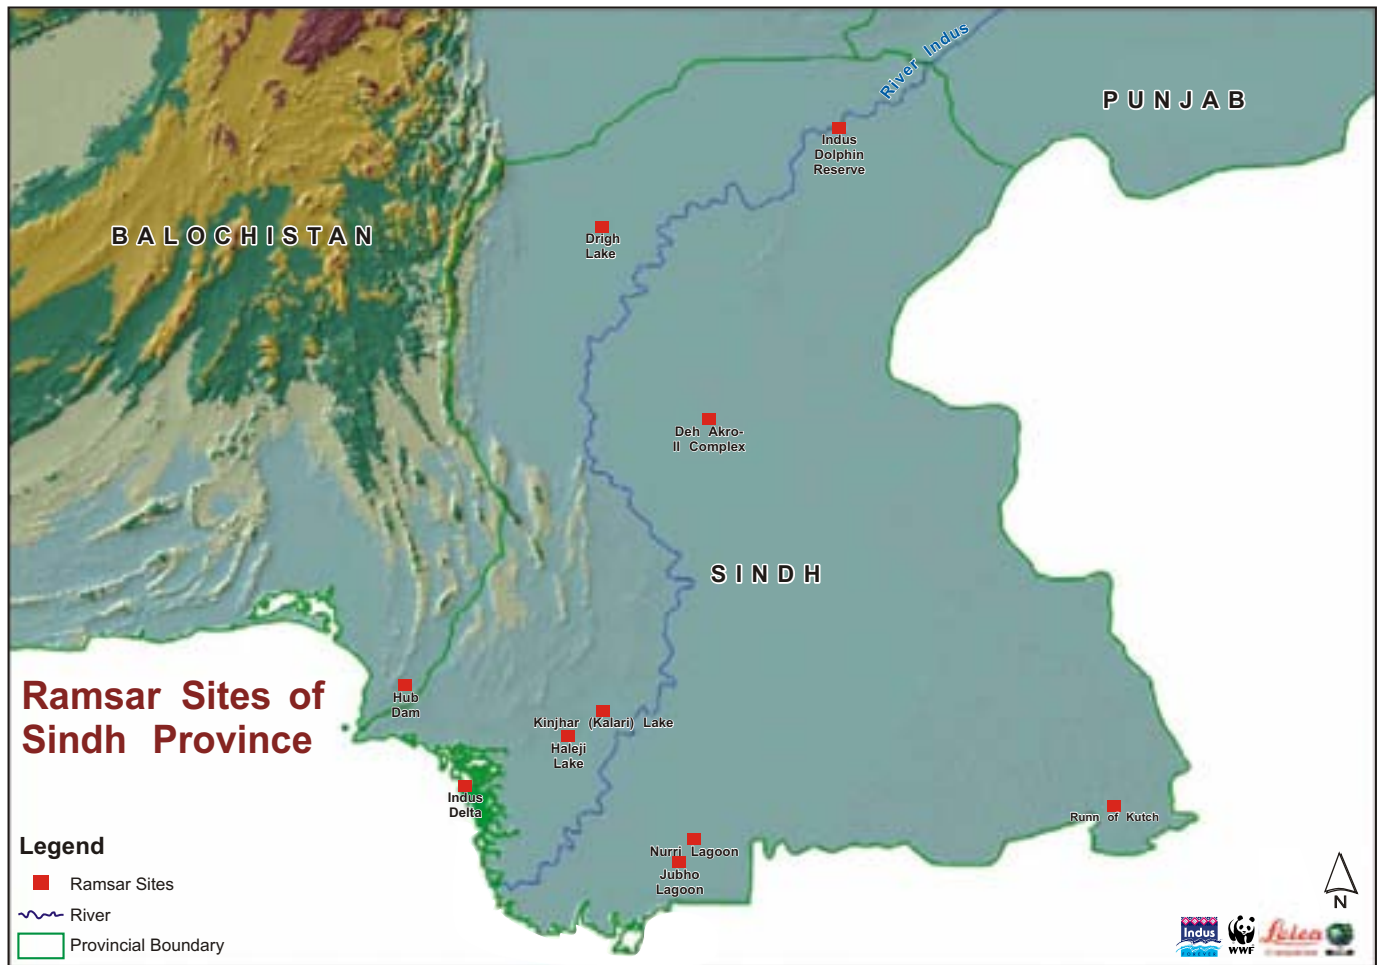 River Indus
PUNJAB
Indus
Dolphin
Reserve
BALOCHISTAN
Drigh
Lake
Deh Akro-
II Complex
SINDH
Hub
Dam
Kinjhar (Kalari) Lake
Haleji
Lake
Indus
Delta
Runn of Kutch
Nurri Lagoon
Jubho
Lagoon
Ramsar Sites of
Sindh Province
Legend
Ramsar Sites
River
Provincial Boundary
N
Indus
FOREVER
WWF
Leica